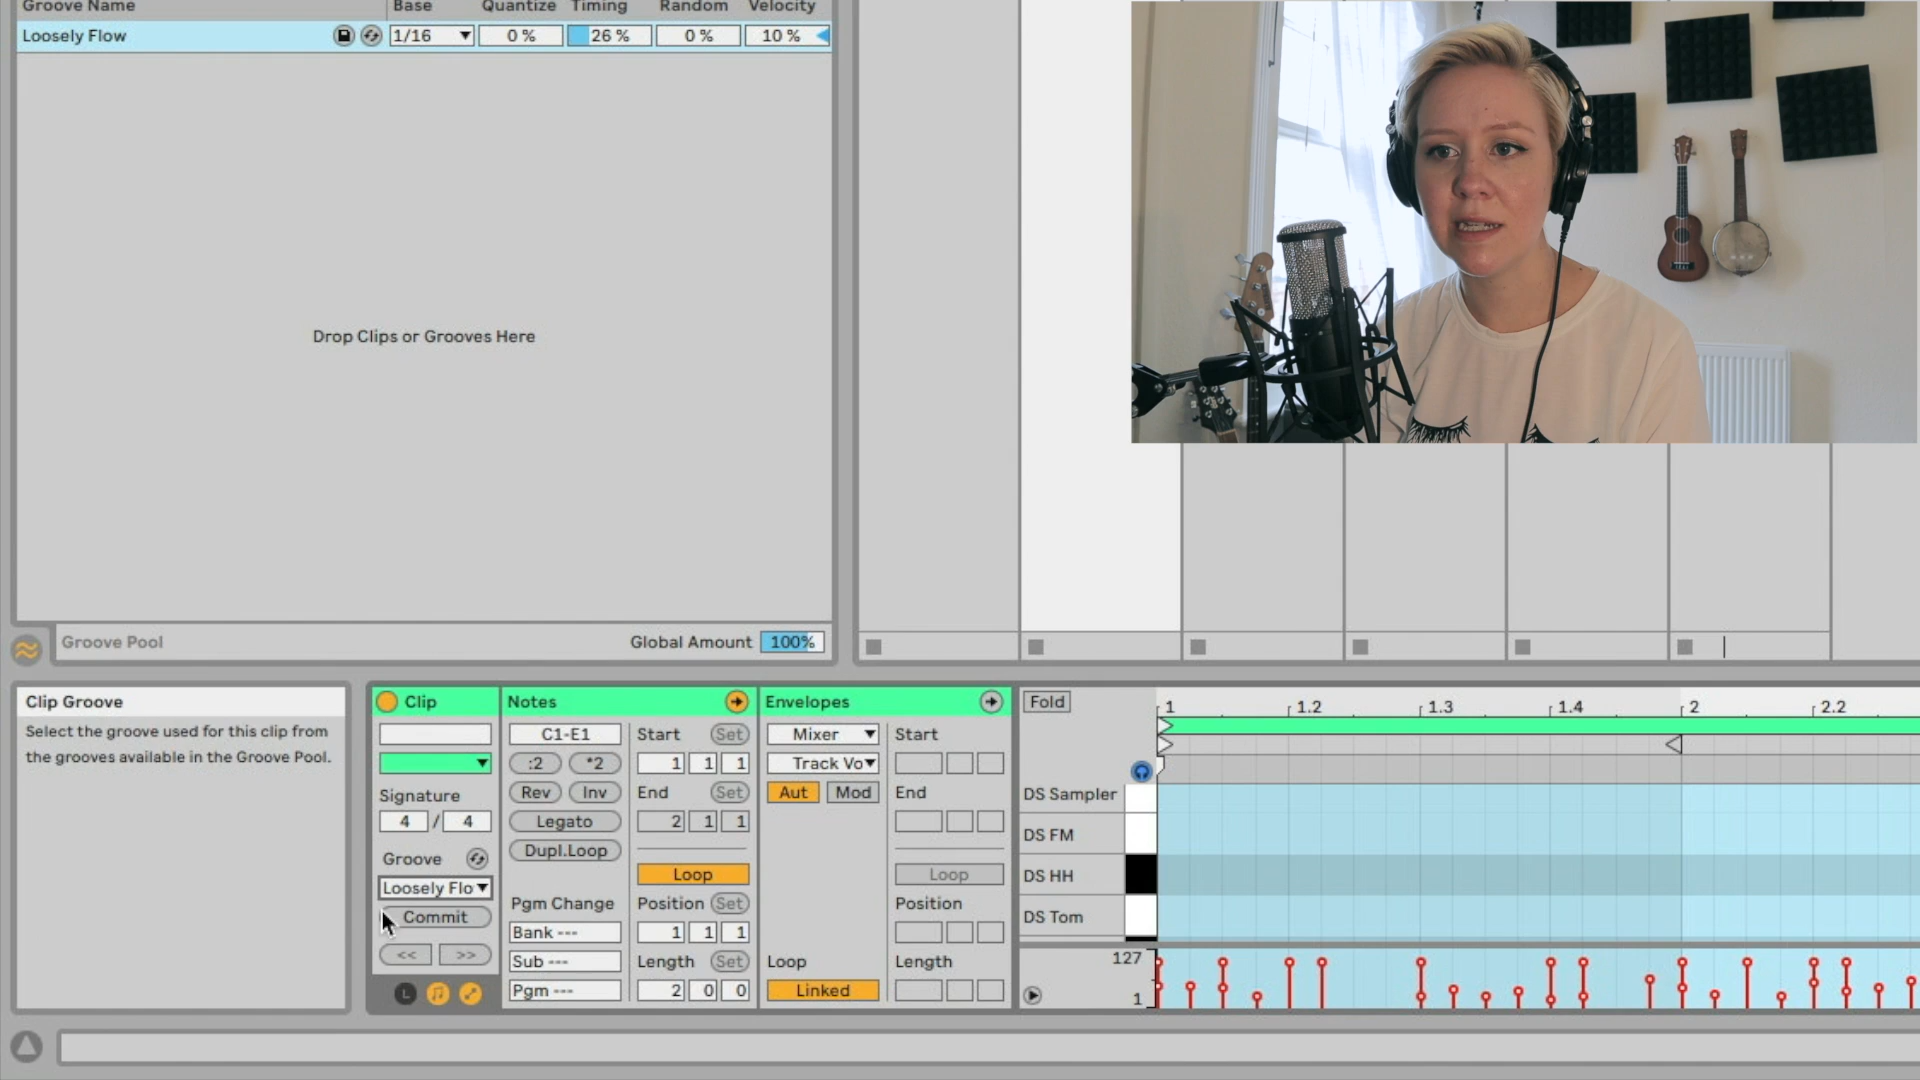 Groove Name Base Quantize Timing Random Velocity
Loosely Flow 1/16 0 % 26 % 0 % 10 %
Drop Clips or Grooves Here
Groove Pool Global Amount 100%
Clip Groove
Select the groove used for this clip from
the grooves available in the Groove Pool.
Clip
Signature
4 / 4
Groove
Loosely Flo
Commit
<< >>
L
Notes
C1-E1
:2 *2
Rev Inv
Legato
Dupl.Loop
Pgm Change
Bank ---
Sub ---
Pgm ---
Start Set
1 1 1
End Set
2 1 1
Loop
Position Set
1 1 1
Length Set
2 0 0
Envelopes
Mixer
Track Vo
Aut Mod
Loop
Linked
Start
End
Loop
Position
Length
Fold
1 1.2 1.3 1.4 2 2.2
DS Sampler
DS FM
DS HH
DS Tom
127
1